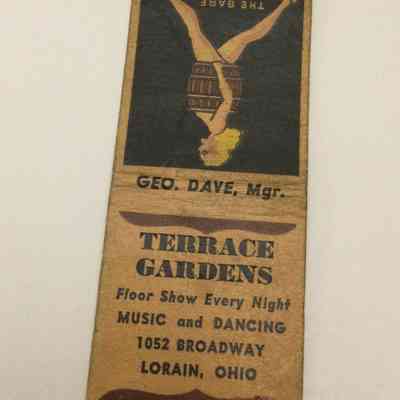 THE BARE
GEO. DAVE, Mgr.
TERRACE
GARDENS
Floor Show Every Night
MUSIC and DANCING
1052 BROADWAY
LORAIN, OHIO